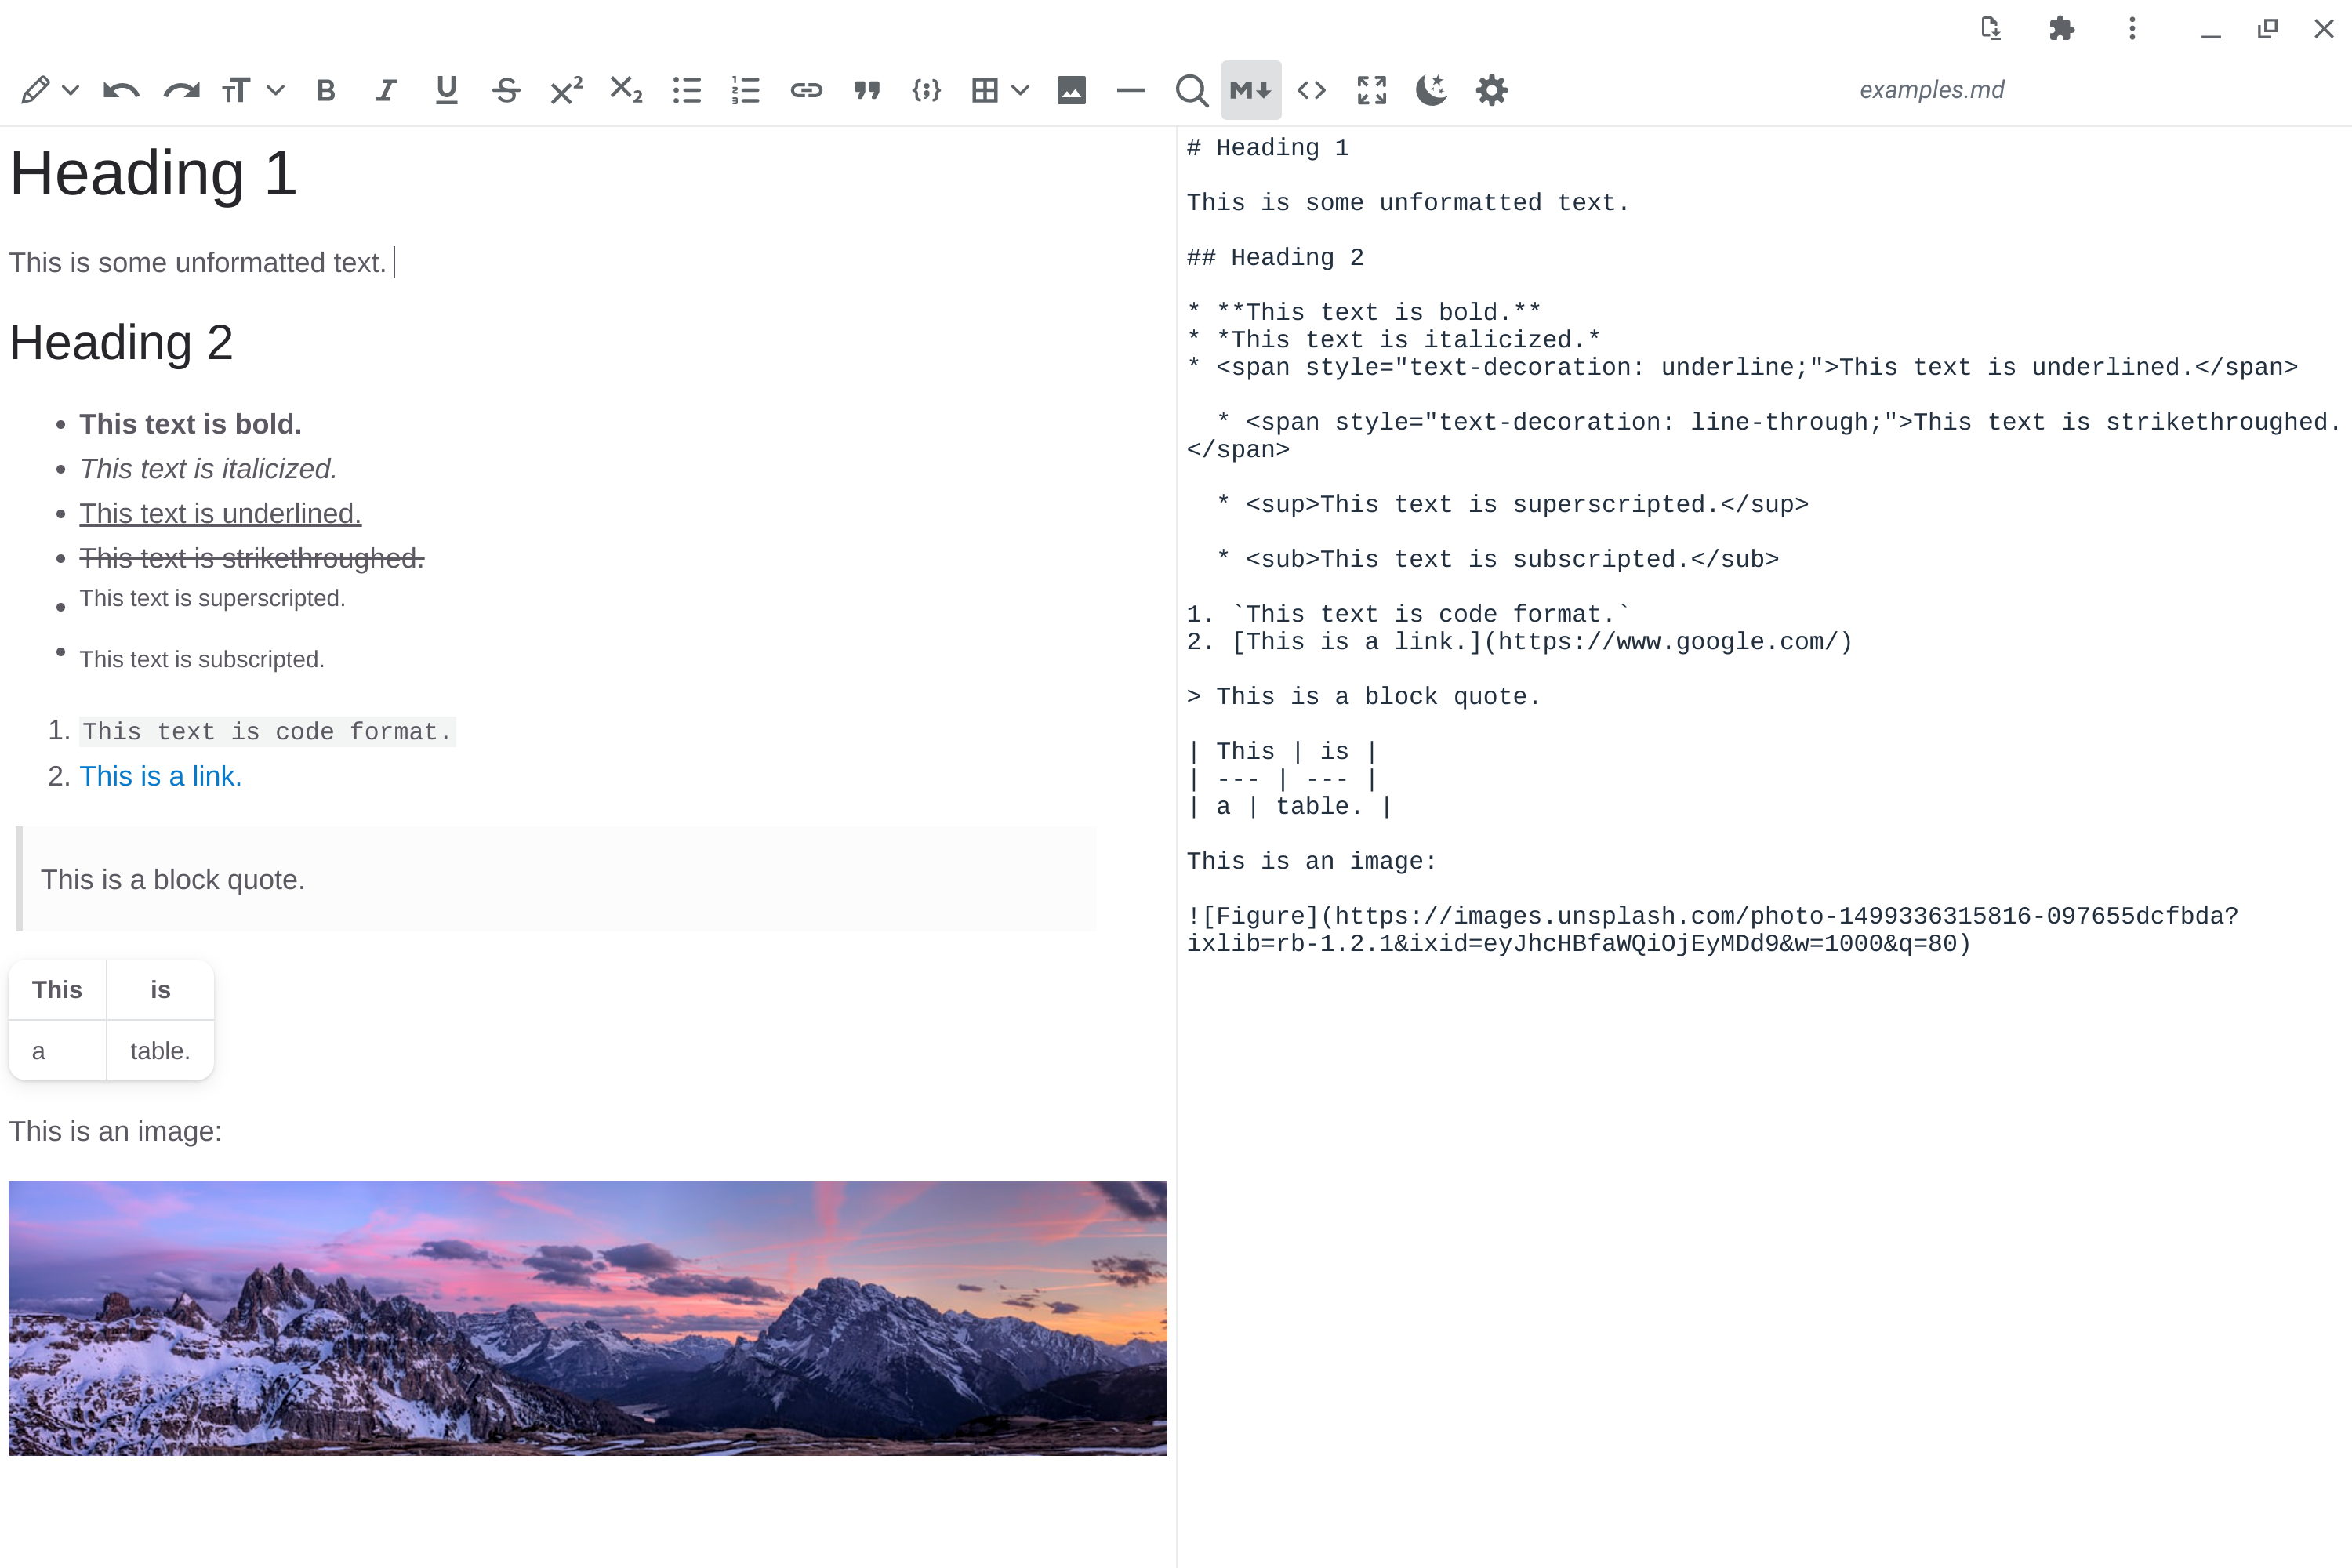 examples.md
Heading 1
This is some unformatted text.
Heading 2
• This text is bold.
• This text is italicized.
• This text is underlined.
• This text is strikethroughed.
• This text is superscripted.
• This text is subscripted.
1. This text is code format.
2. This is a link.
This is a block quote.
This is
a table.
This is an image:
# Heading 1
This is some unformatted text.
## Heading 2
* **This text is bold.**
* *This text is italicized.*
* <span style="text-decoration: underline;">This text is underlined.</span>
* <span style="text-decoration: line-through;">This text is strikethroughed.
</span>
* <sup>This text is superscripted.</sup>
* <sub>This text is subscripted.</sub>
1. `This text is code format.`
2. [This is a link.](https://www.google.com/)
> This is a block quote.
| This | is |
| --- | --- |
| a | table. |
This is an image:
![Figure](https://images.unsplash.com/photo-1499336315816-097655dcfbda?
ixlib=rb-1.2.1&ixid=eyJhcHBfaWQiOjEyMDd9&w=1000&q=80)